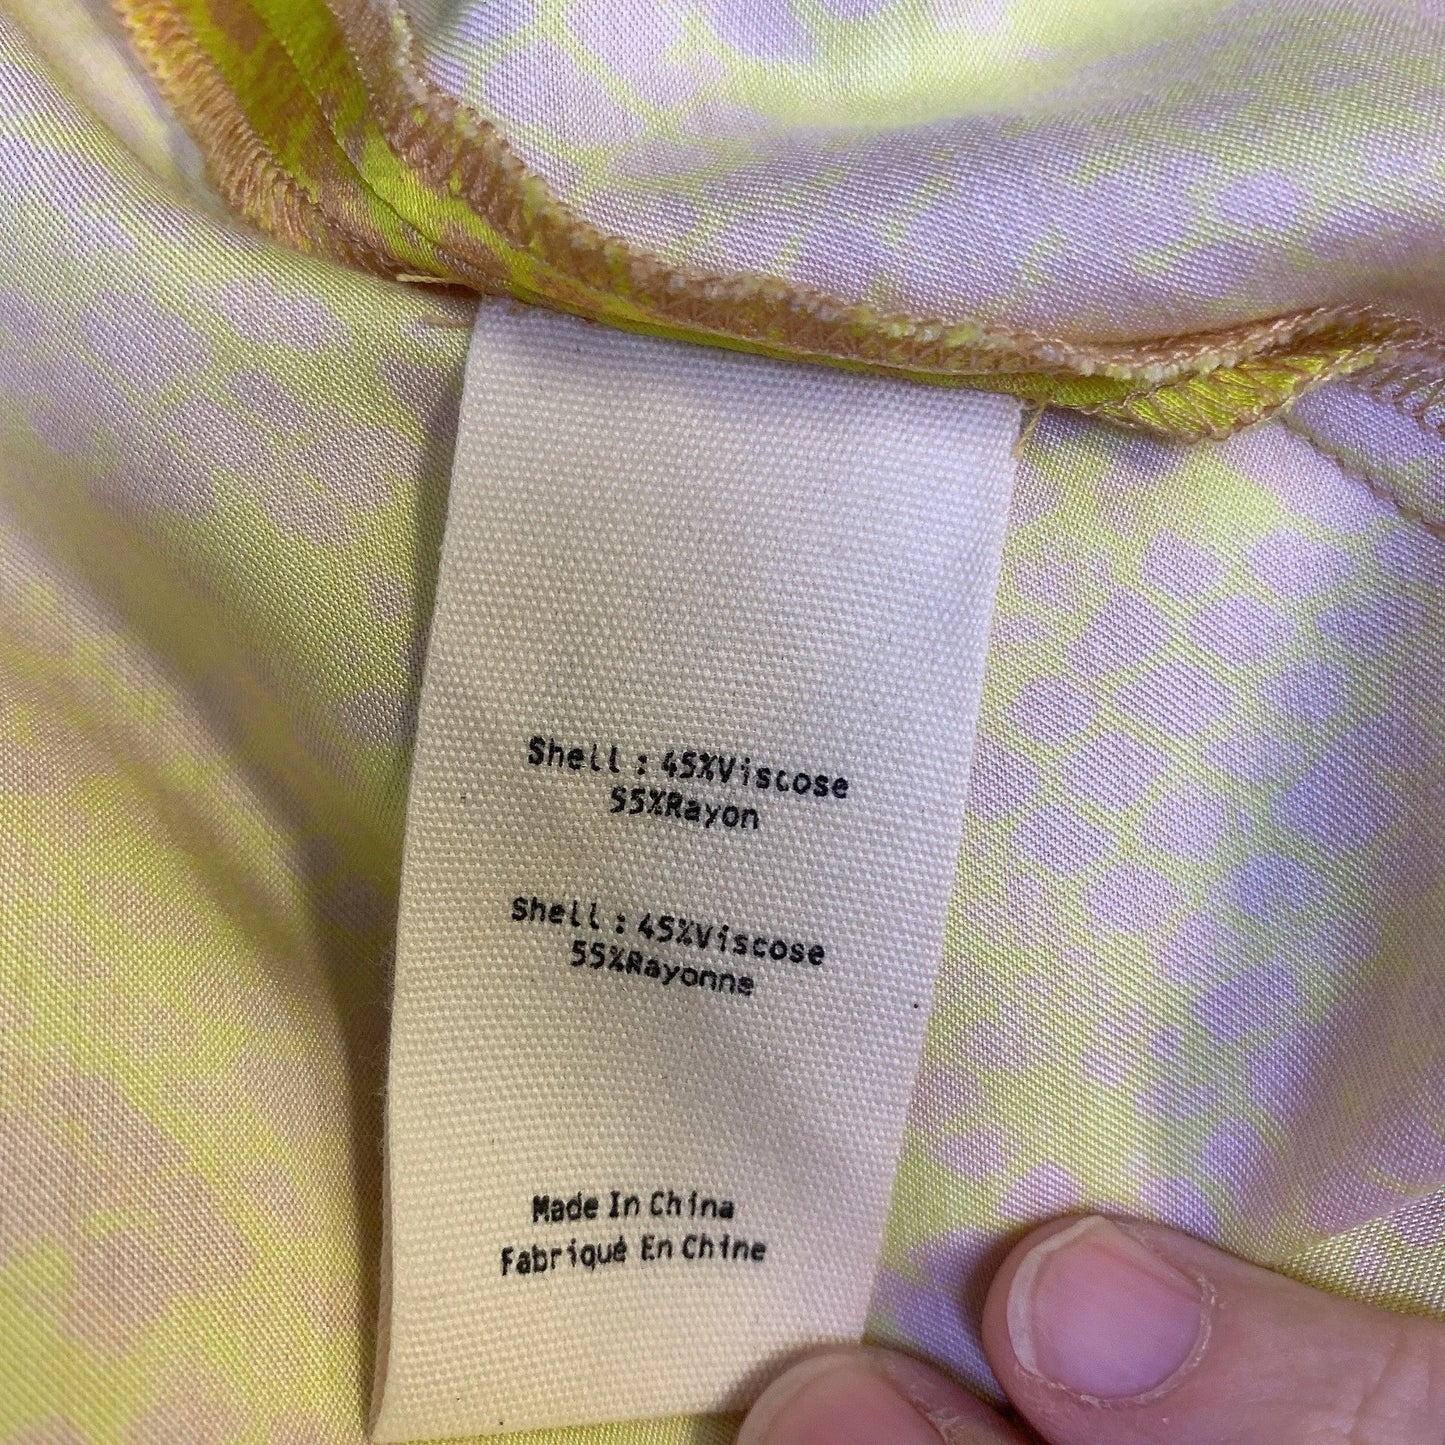 Shell : 45%Viscose
55%Rayon
Shell : 45%Viscose
55%Rayonne
Made In China
Fabriqué En Chine